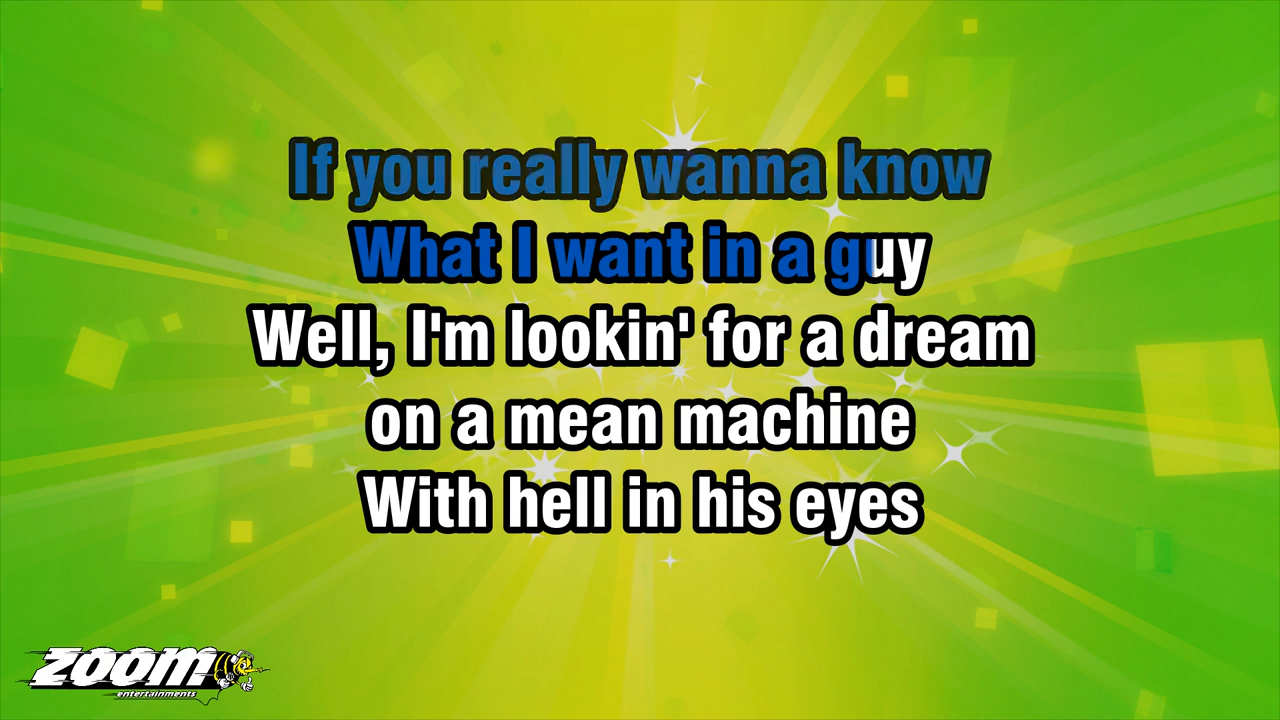 If you really wanna know
What I want in a guy
Well, I'm lookin' for a dream
on a mean machine
With hell in his eyes
ZOOM
entertainments